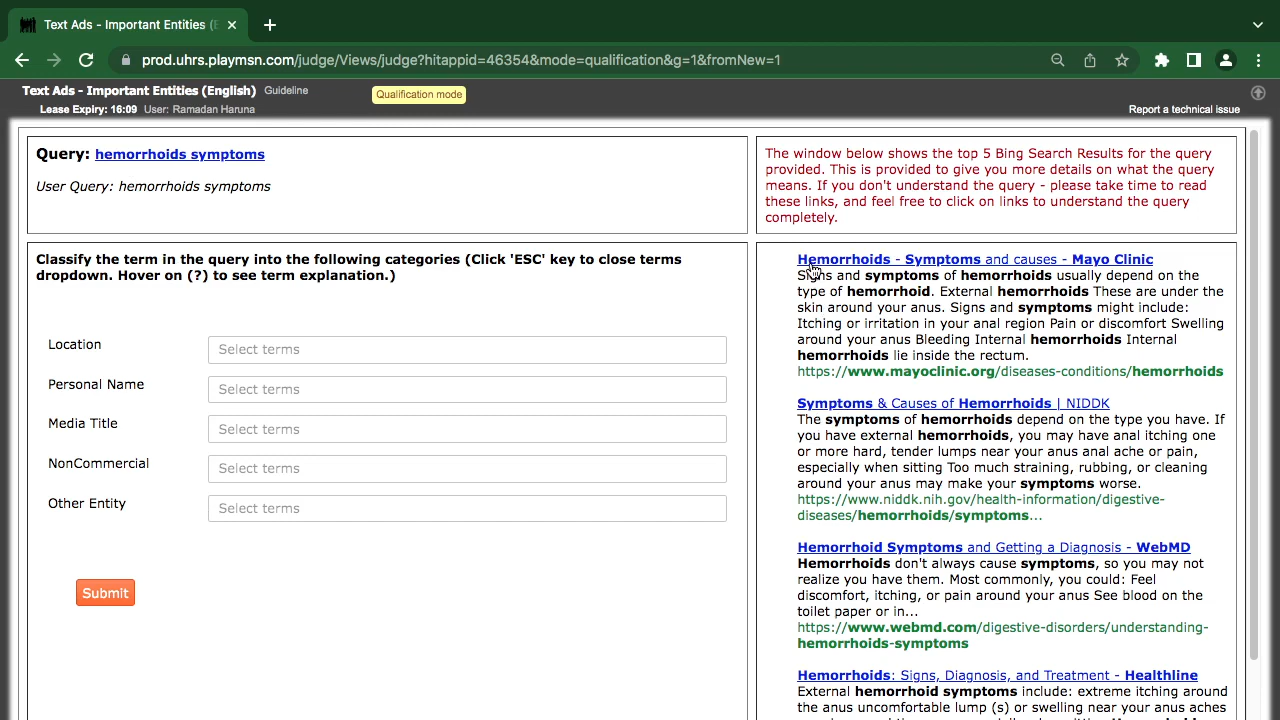 Text Ads - Important Entities (E
prod.uhrs.playmsn.com/judge/Views/judge?hitappid=46354&mode=qualification&g=1&fromNew=1
Text Ads - Important Entities (English) Guideline
Qualification mode
Lease Expiry: 16:09 User: Ramadan Haruna
Report a technical issue
Query: hemorrhoids symptoms
User Query: hemorrhoids symptoms
The window below shows the top 5 Bing Search Results for the query
provided. This is provided to give you more details on what the query
means. If you don't understand the query - please take time to read
these links, and feel free to click on links to understand the query
completely.
Classify the term in the query into the following categories (Click 'ESC' key to close terms
dropdown. Hover on (?) to see term explanation.)
Location Select terms
Personal Name Select terms
Media Title Select terms
NonCommercial Select terms
Other Entity Select terms
Submit
Hemorrhoids - Symptoms and causes - Mayo Clinic
Signs and symptoms of hemorrhoids usually depend on the
type of hemorrhoid. External hemorrhoids These are under the
skin around your anus. Signs and symptoms might include:
Itching or irritation in your anal region Pain or discomfort Swelling
around your anus Bleeding Internal hemorrhoids Internal
hemorrhoids lie inside the rectum.
https://www.mayoclinic.org/diseases-conditions/hemorrhoids
Symptoms & Causes of Hemorrhoids | NIDDK
The symptoms of hemorrhoids depend on the type you have. If
you have external hemorrhoids, you may have anal itching one
or more hard, tender lumps near your anus anal ache or pain,
especially when sitting Too much straining, rubbing, or cleaning
around your anus may make your symptoms worse.
https://www.niddk.nih.gov/health-information/digestive-
diseases/hemorrhoids/symptoms...
Hemorrhoid Symptoms and Getting a Diagnosis - WebMD
Hemorrhoids don't always cause symptoms, so you may not
realize you have them. Most commonly, you could: Feel
discomfort, itching, or pain around your anus See blood on the
toilet paper or in...
https://www.webmd.com/digestive-disorders/understanding-
hemorrhoids-symptoms
Hemorrhoids: Signs, Diagnosis, and Treatment - Healthline
External hemorrhoid symptoms include: extreme itching around
the anus uncomfortable lump (s) or swelling near your anus aches